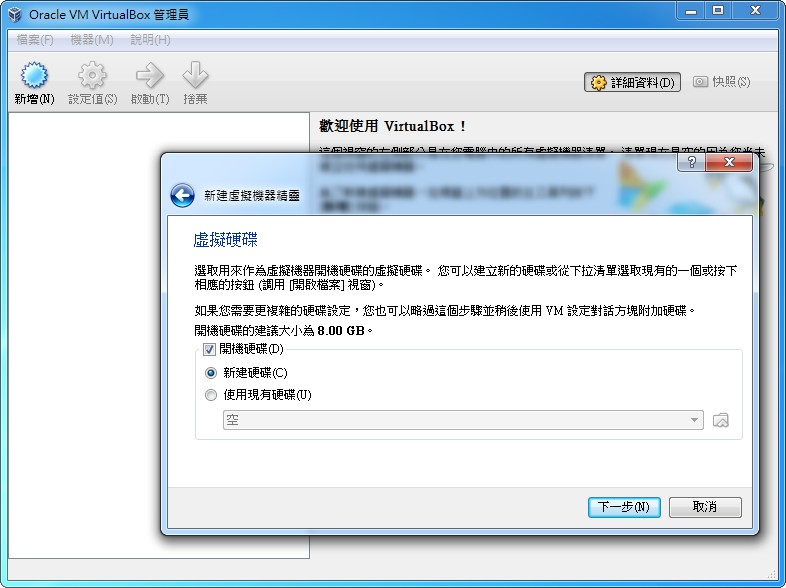 Oracle VM VirtualBox 管理員
檔案(F) 機器(M) 說明(H)
新增(N) 設定值(S) 啟動(T) 捨棄
詳細資料(D) 快照(S)
歡迎使用 VirtualBox！
新建虛擬機器精靈
虛擬硬碟
選取用來作為虛擬機器開機硬碟的虛擬硬碟。 您可以建立新的硬碟或從下拉清單選取現有的一個或按下
相應的按鈕 (調用 [開啟檔案] 視窗)。
如果您需要更複雜的硬碟設定，您也可以略過這個步驟並稍後使用 VM 設定對話方塊附加硬碟。
開機硬碟的建議大小為 8.00 GB。
開機硬碟(D)
新建硬碟(C)
使用現有硬碟(U)
空
下一步(N) 取消